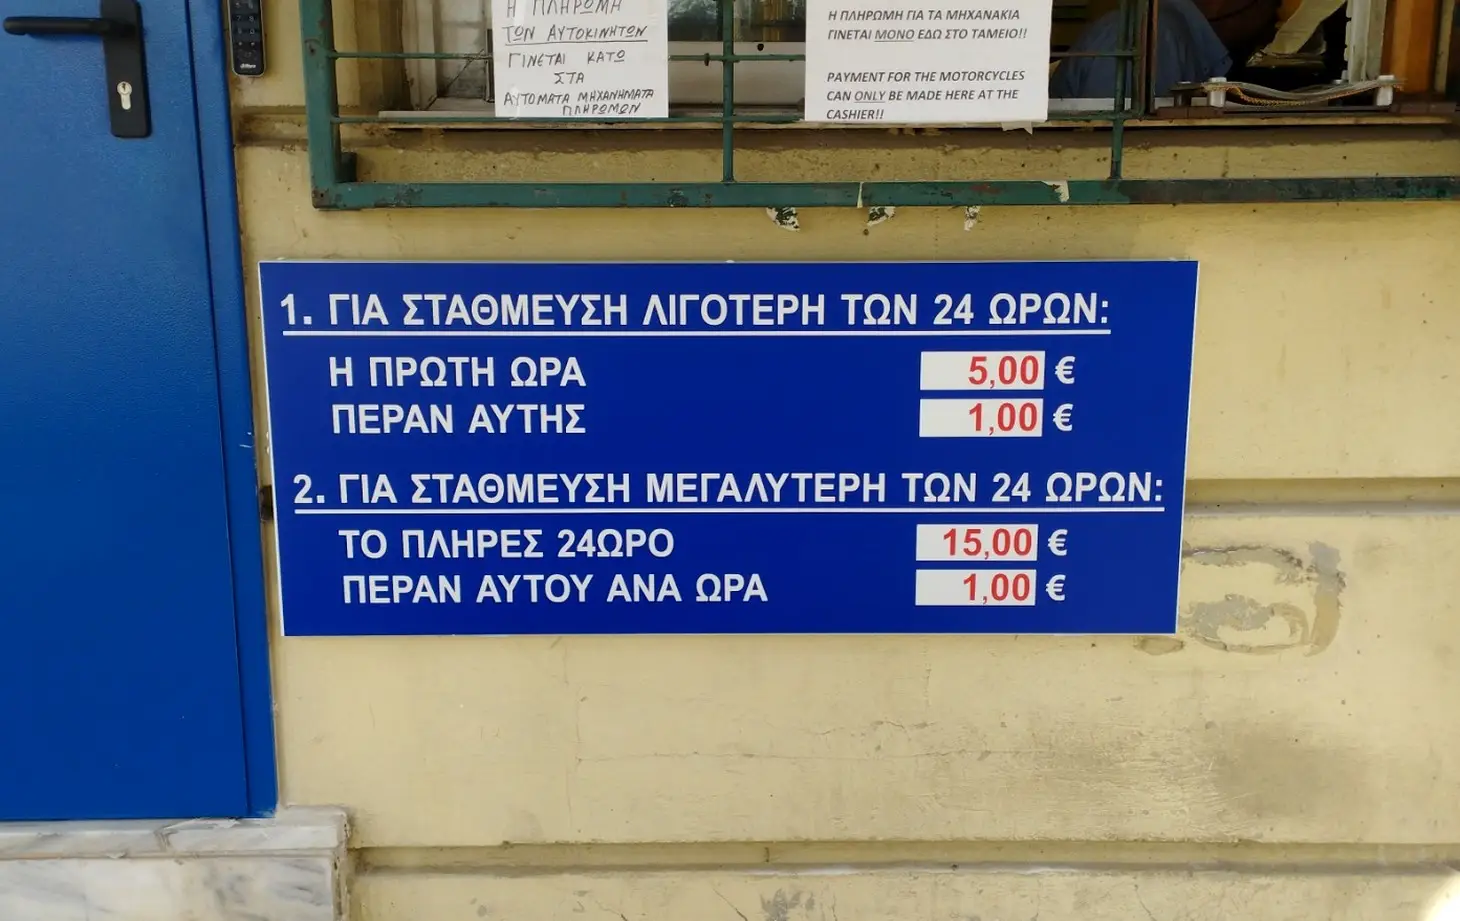 Η ΠΛΗΡΩΜΗ
ΤΩΝ ΑΥΤΟΚΙΝΗΤΩΝ
ΓΙΝΕΤΑΙ ΚΑΤΩ
ΣΤΑ
ΑΥΤΟΜΑΤΑ ΜΗΧΑΝΗΜΑΤΑ
ΠΛΗΡΩΜΩΝ
Η ΠΛΗΡΩΜΗ ΓΙΑ ΤΑ ΜΗΧΑΝΑΚΙΑ
ΓΙΝΕΤΑΙ ΜΟΝΟ ΕΔΩ ΣΤΟ ΤΑΜΕΙΟ!!
PAYMENT FOR THE MOTORCYCLES
CAN ONLY BE MADE HERE AT THE
CASHIER!!
1. ΓΙΑ ΣΤΑΘΜΕΥΣΗ ΛΙΓΟΤΕΡΗ ΤΩΝ 24 ΩΡΩΝ:
Η ΠΡΩΤΗ ΩΡΑ 5,00 €
ΠΕΡΑΝ ΑΥΤΗΣ 1,00 €
2. ΓΙΑ ΣΤΑΘΜΕΥΣΗ ΜΕΓΑΛΥΤΕΡΗ ΤΩΝ 24 ΩΡΩΝ:
ΤΟ ΠΛΗΡΕΣ 24ΩΡΟ 15,00 €
ΠΕΡΑΝ ΑΥΤΟΥ ΑΝΑ ΩΡΑ 1,00 €